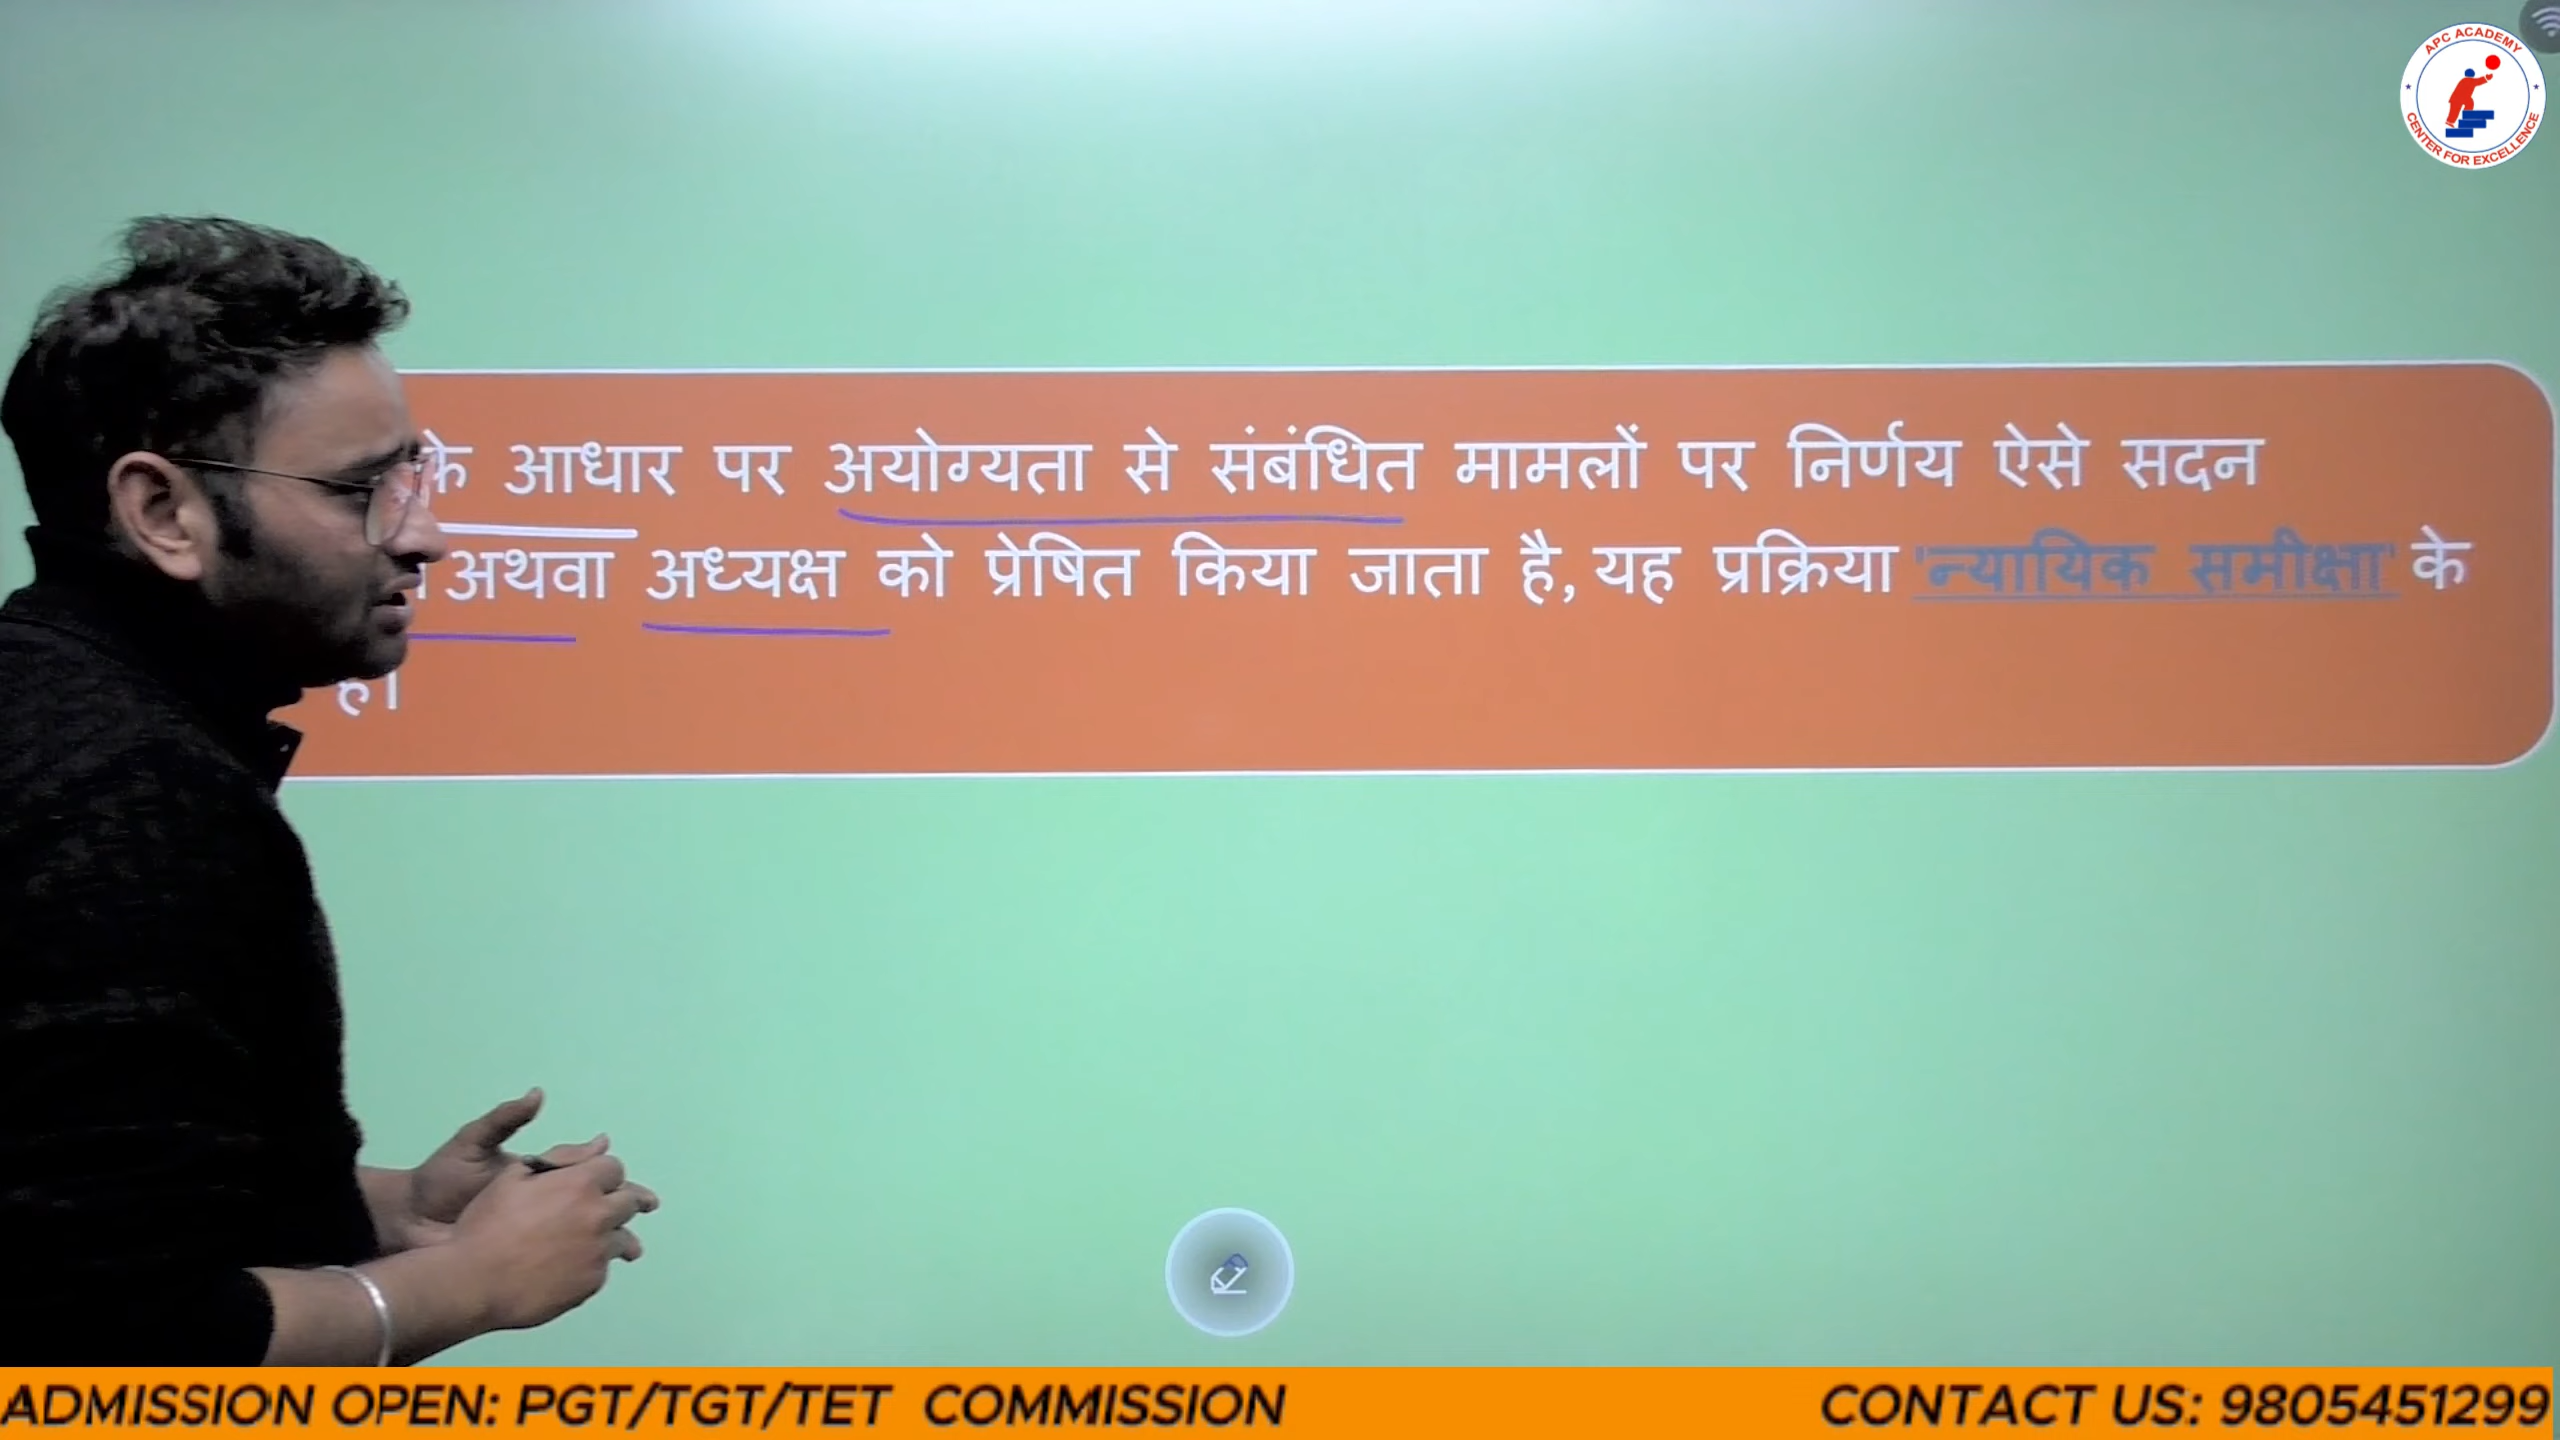 APC ACADEMY
CENTER FOR EXCELLENCE
के आधार पर अयोग्यता से संबंधित मामलों पर निर्णय ऐसे सदन
अथवा अध्यक्ष को प्रेषित किया जाता है, यह प्रक्रिया 'न्यायिक समीक्षा' के
है।
ADMISSION OPEN: PGT/TGT/TET COMMISSION
CONTACT US: 9805451299